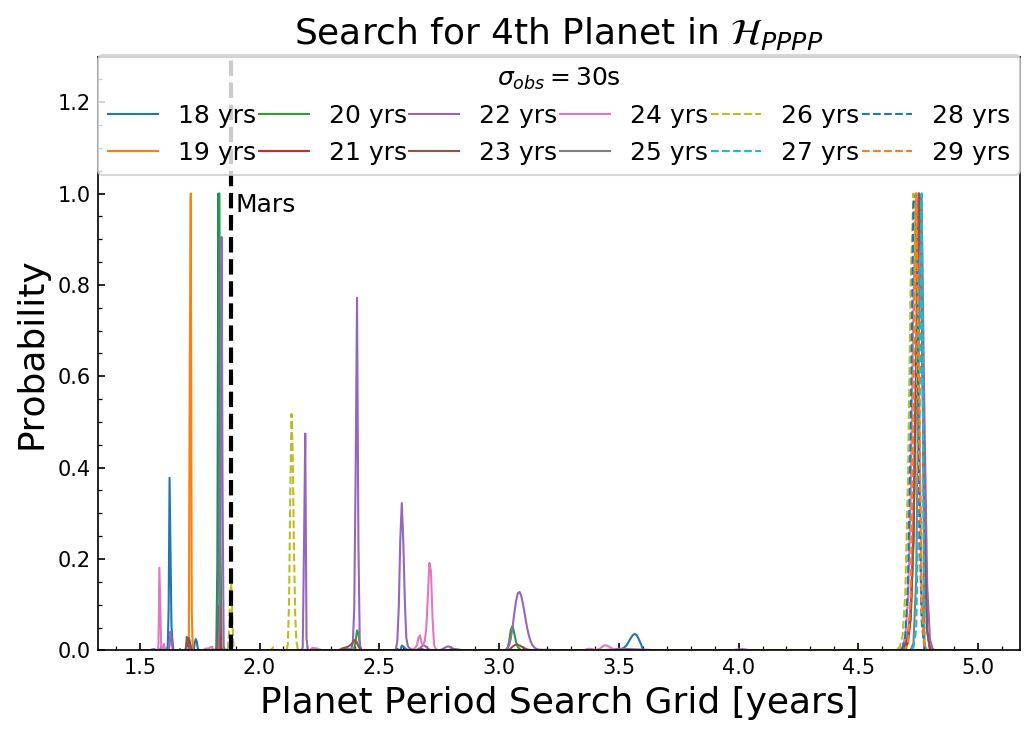 Search for 4th Planet in ℋPPPP
σobs = 30s
18 yrs 20 yrs 22 yrs 24 yrs 26 yrs 28 yrs
19 yrs 21 yrs 23 yrs 25 yrs 27 yrs 29 yrs
1.2
1.0
Mars
0.8
0.6
0.4
0.2
0.0
Probability
1.5 2.0 2.5 3.0 3.5 4.0 4.5 5.0
Planet Period Search Grid [years]